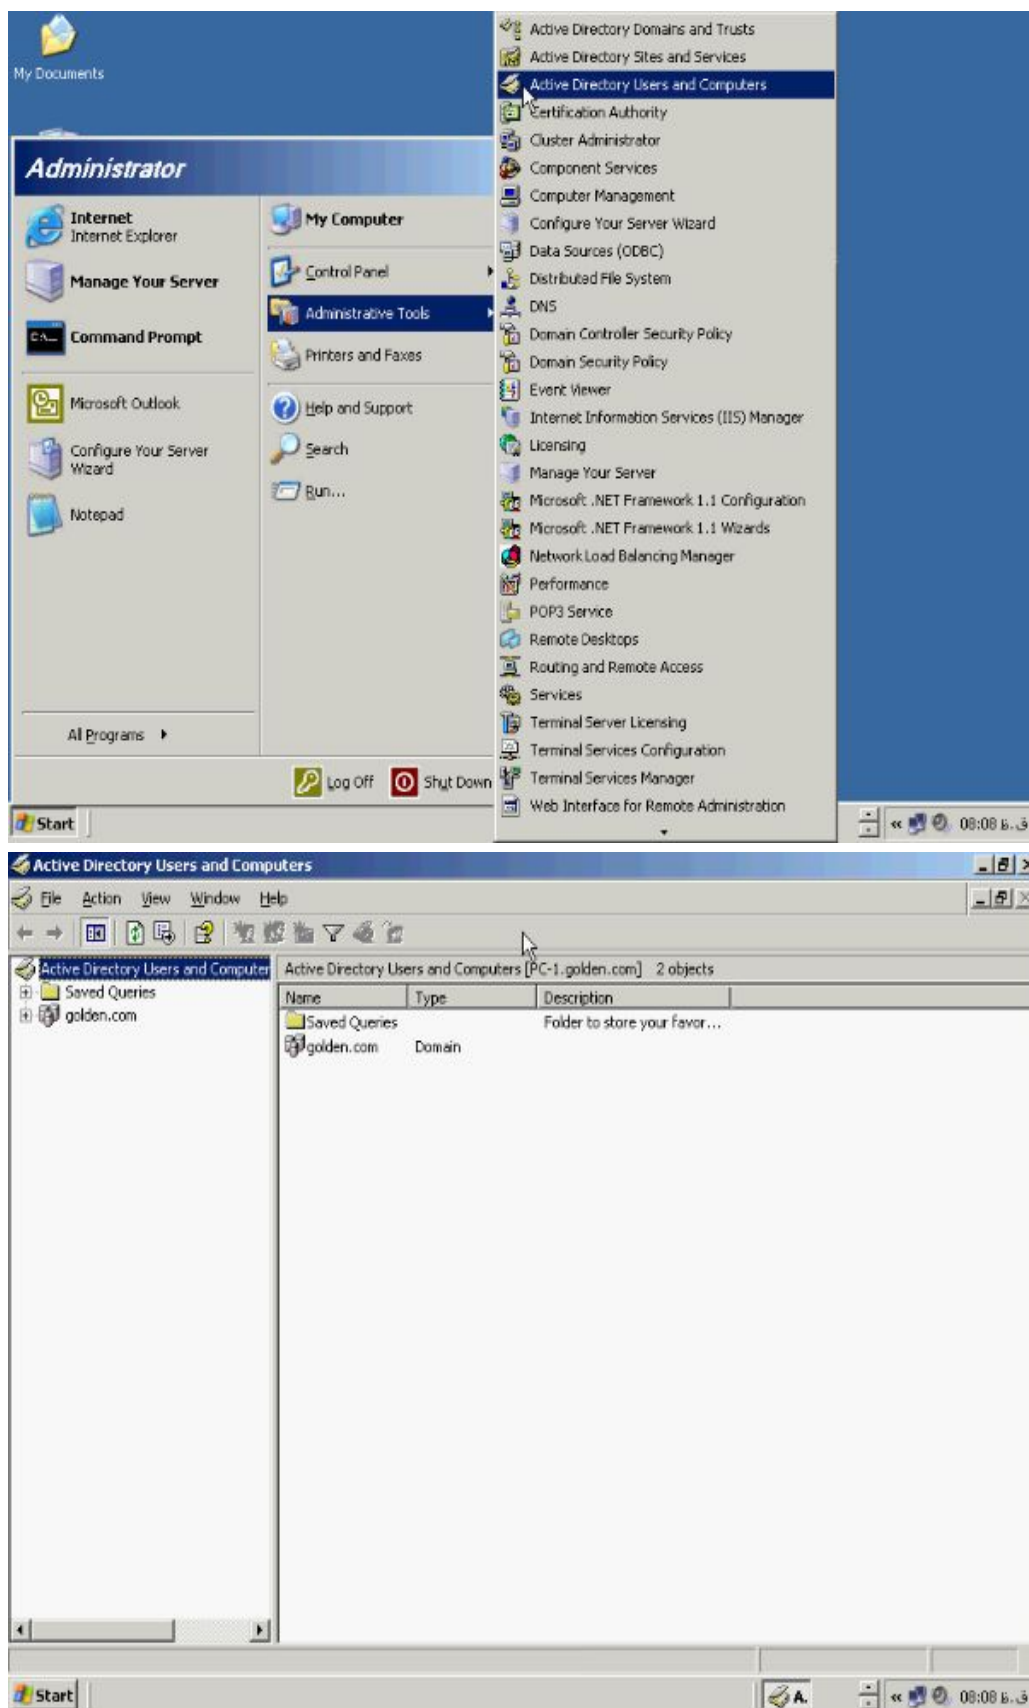 My Documents
Administrator
Internet
Internet Explorer
Manage Your Server
Command Prompt
Microsoft Outlook
Configure Your Server
Wizard
Notepad
All Programs
My Computer
Control Panel
Administrative Tools
Printers and Faxes
Help and Support
Search
Run...
Log Off
Shut Down
Active Directory Domains and Trusts
Active Directory Sites and Services
Active Directory Users and Computers
Certification Authority
Cluster Administrator
Component Services
Computer Management
Configure Your Server Wizard
Data Sources (ODBC)
Distributed File System
DNS
Domain Controller Security Policy
Domain Security Policy
Event Viewer
Internet Information Services (IIS) Manager
Licensing
Manage Your Server
Microsoft .NET Framework 1.1 Configuration
Microsoft .NET Framework 1.1 Wizards
Network Load Balancing Manager
Performance
POP3 Service
Remote Desktops
Routing and Remote Access
Services
Terminal Server Licensing
Terminal Services Configuration
Terminal Services Manager
Web Interface for Remote Administration
Start
08:08 ق.ظ
Active Directory Users and Computers
File Action View Window Help
Active Directory Users and Computer
Saved Queries
golden.com
Active Directory Users and Computers [PC-1.golden.com] 2 objects
Name Type Description
Saved Queries Folder to store your favor...
golden.com Domain
Start
A.
08:08 ق.ظ